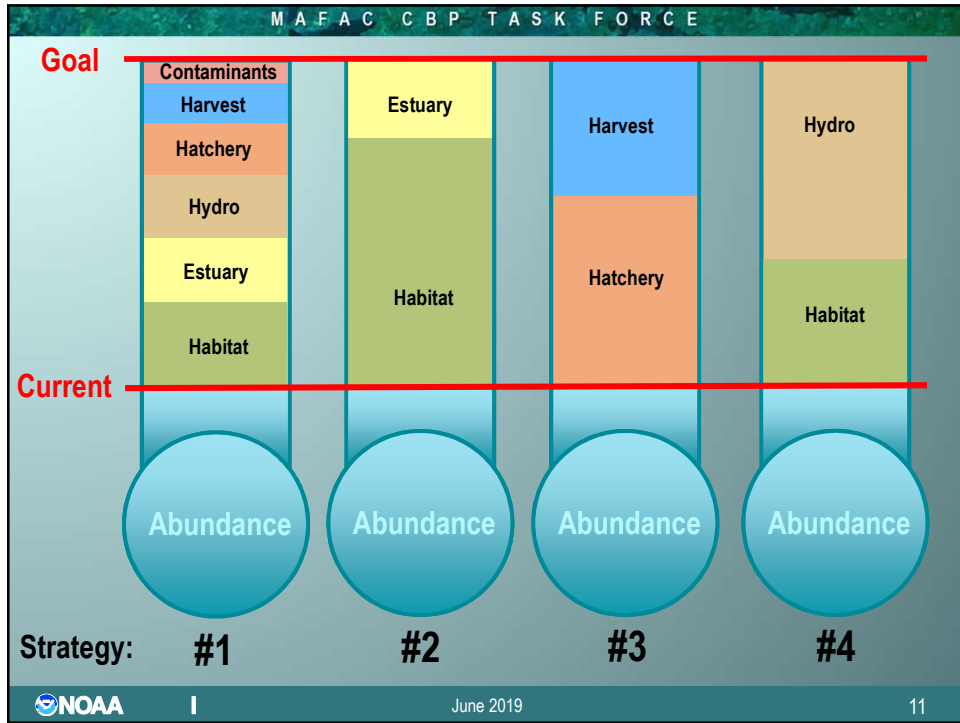 MAFAC CBP TASK FORCE
Goal
Contaminants
Harvest
Hatchery
Hydro
Estuary
Habitat
Estuary
Habitat
Harvest
Hatchery
Hydro
Habitat
Current
Abundance Abundance Abundance Abundance
Strategy: #1 #2 #3 #4
NOAA I June 2019 11